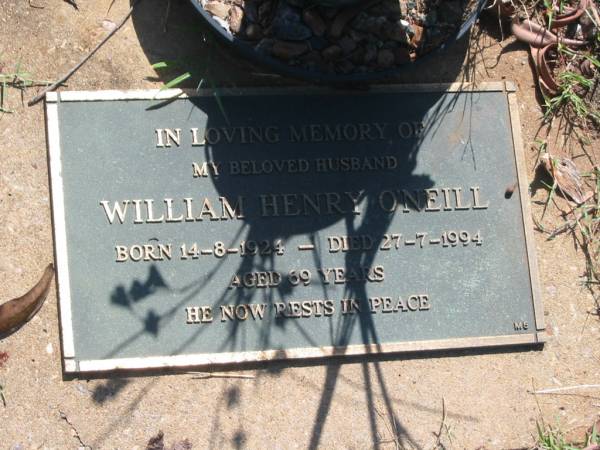 IN LOVING MEMORY OF
MY BELOVED HUSBAND
WILLIAM HENRY O'NEILL
BORN 14-8-1924 - DIED 27-7-1994
AGED 69 YEARS
HE NOW RESTS IN PEACE